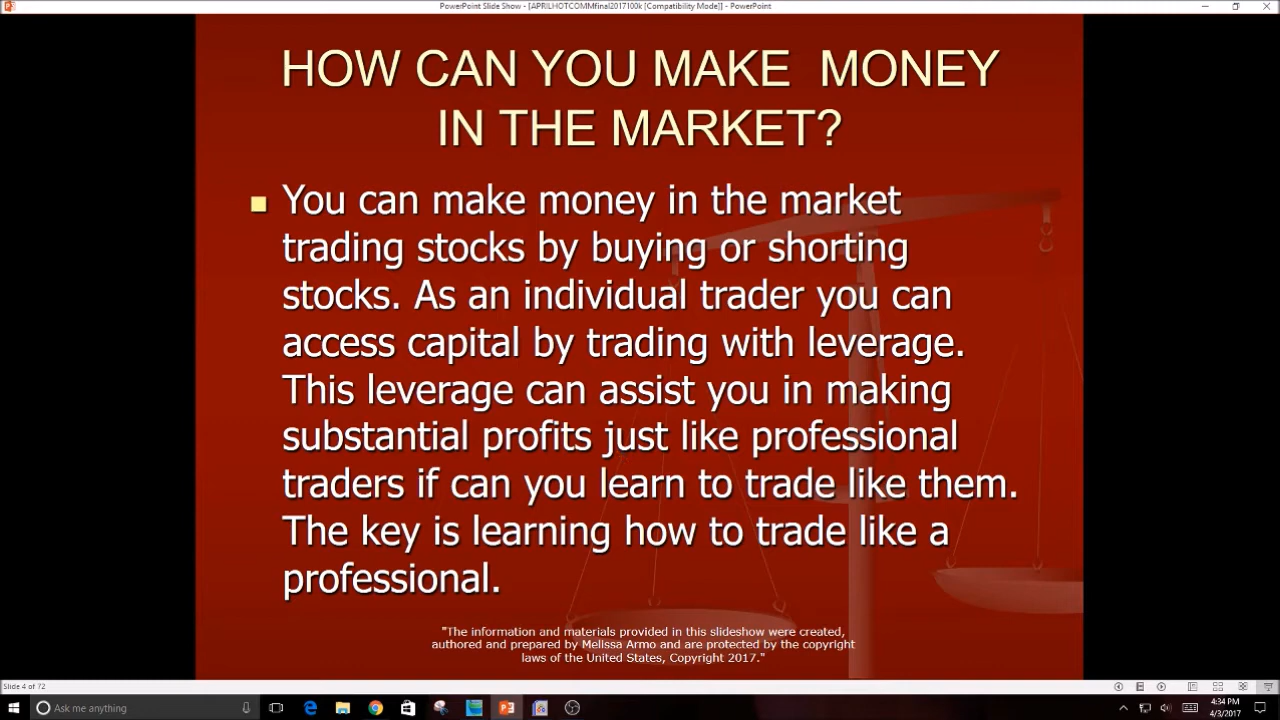 PowerPoint Slide Show - [APRILHOTCOMMfinal2017100k [Compatibility Mode]] - PowerPoint
HOW CAN YOU MAKE MONEY
IN THE MARKET?
You can make money in the market
trading stocks by buying or shorting
stocks. As an individual trader you can
access capital by trading with leverage.
This leverage can assist you in making
substantial profits just like professional
traders if can you learn to trade like them.
The key is learning how to trade like a
professional.
"The information and materials provided in this slideshow were created,
authored and prepared by Melissa Armo and are protected by the copyright
laws of the United States, Copyright 2017."
Slide 4 of 72
Ask me anything
4:34 PM
4/3/2017